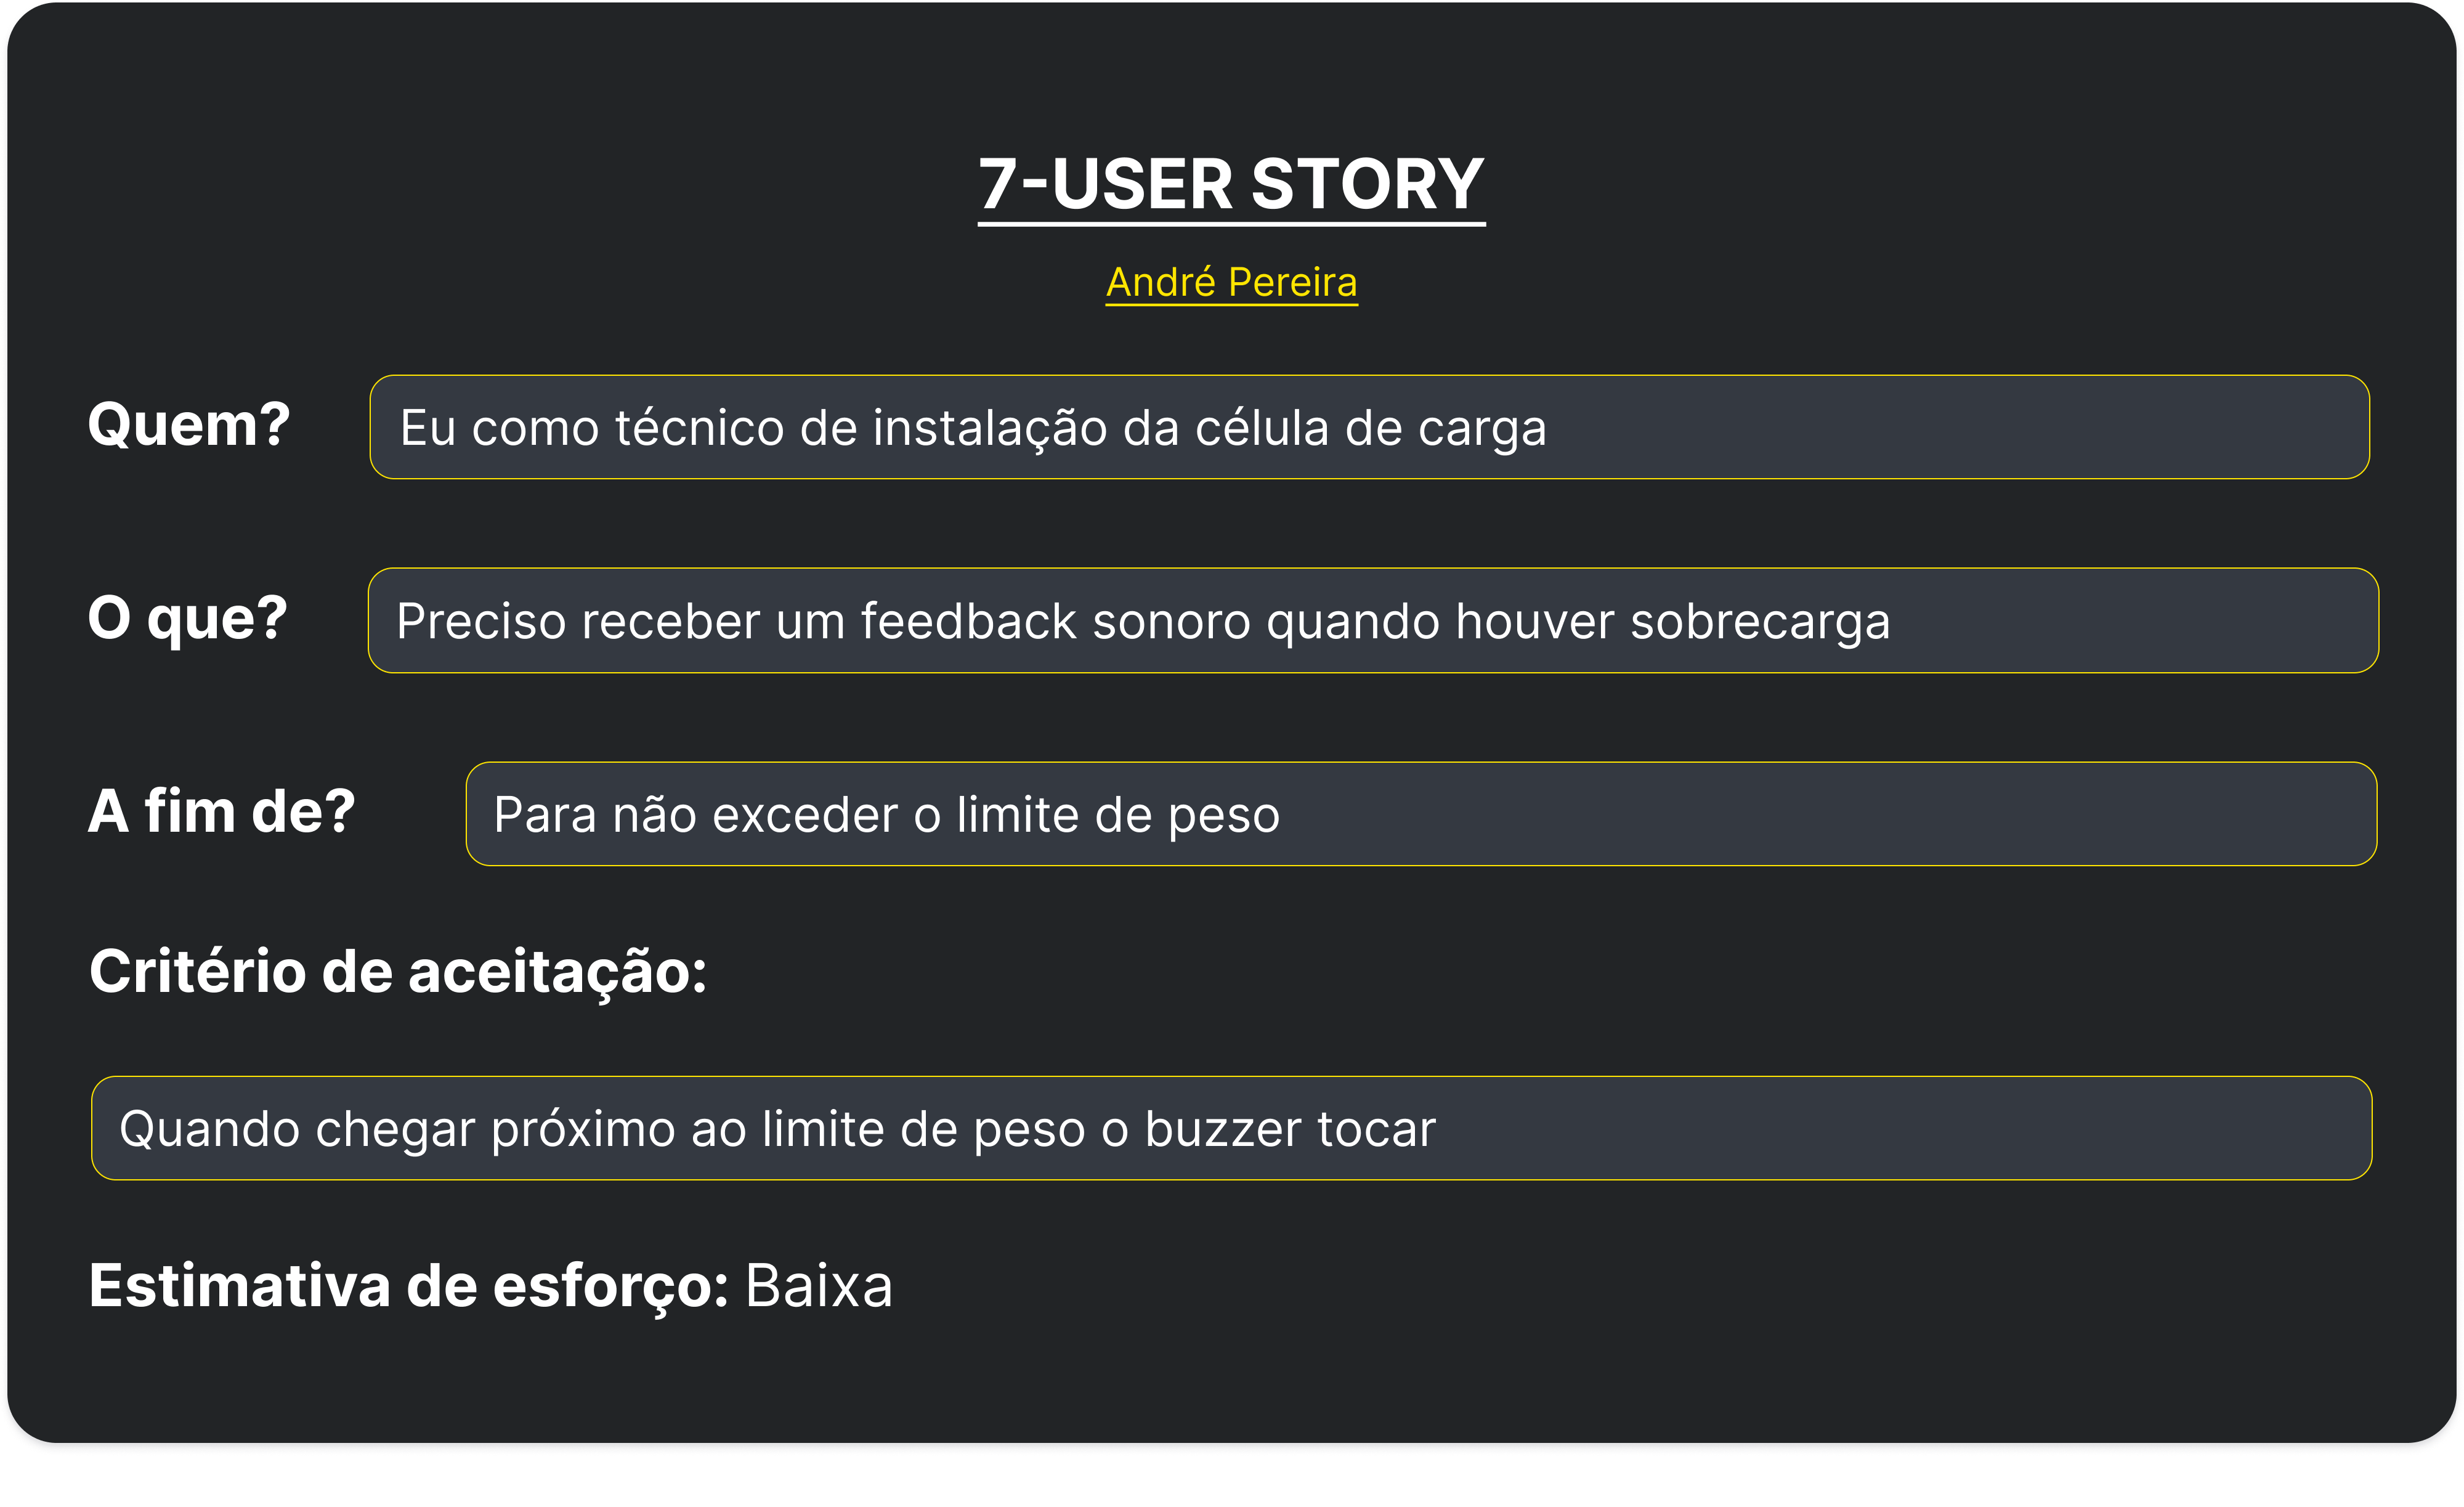 7-USER STORY
André Pereira
Quem? Eu como técnico de instalação da célula de carga
O que? Preciso receber um feedback sonoro quando houver sobrecarga
A fim de? Para não exceder o limite de peso
Critério de aceitação:
Quando chegar próximo ao limite de peso o buzzer tocar
Estimativa de esforço: Baixa